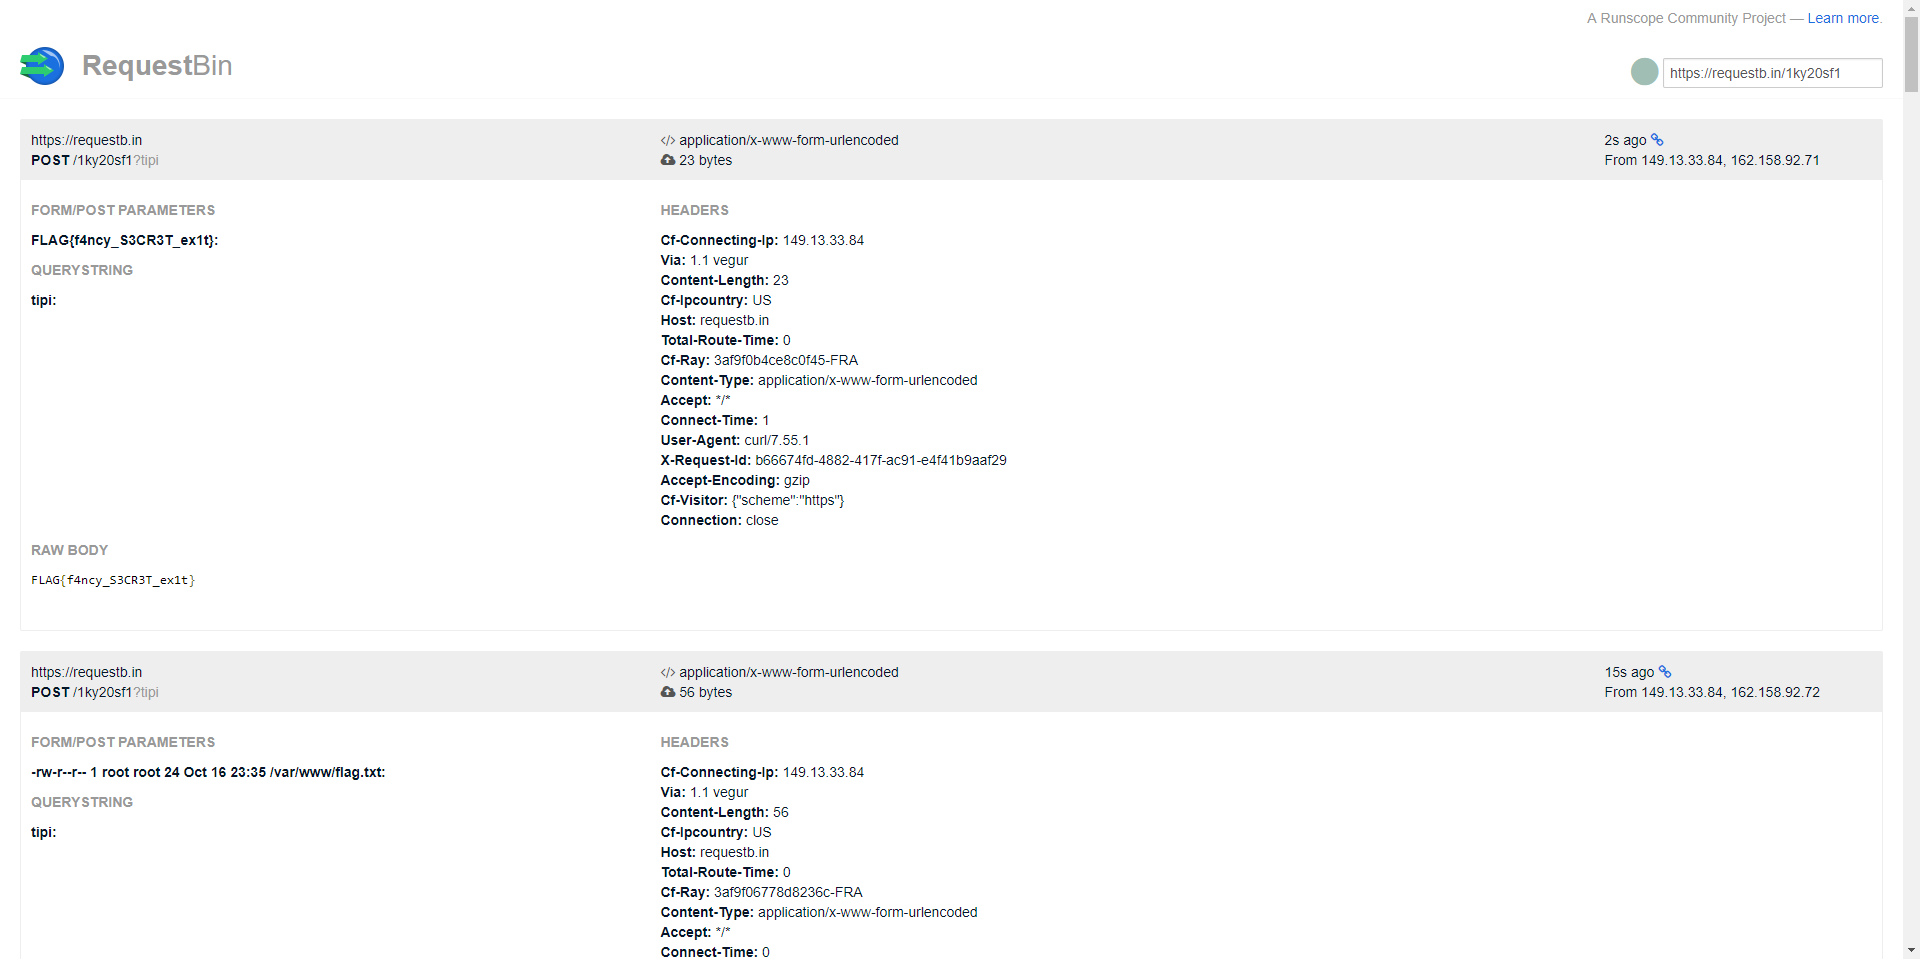 A Runscope Community Project — Learn more.
RequestBin
https://requestb.in/1ky20sf1
https://requestb.in
POST /1ky20sf1?tipi
</> application/x-www-form-urlencoded
23 bytes
2s ago
From 149.13.33.84, 162.158.92.71
FORM/POST PARAMETERS
FLAG{f4ncy_S3CR3T_ex1t}:
QUERYSTRING
tipi:
HEADERS
Cf-Connecting-Ip: 149.13.33.84
Via: 1.1 vegur
Content-Length: 23
Cf-Ipcountry: US
Host: requestb.in
Total-Route-Time: 0
Cf-Ray: 3af9f0b4ce8c0f45-FRA
Content-Type: application/x-www-form-urlencoded
Accept: */*
Connect-Time: 1
User-Agent: curl/7.55.1
X-Request-Id: b66674fd-4882-417f-ac91-e4f41b9aaf29
Accept-Encoding: gzip
Cf-Visitor: {"scheme":"https"}
Connection: close
RAW BODY
FLAG{f4ncy_S3CR3T_ex1t}
https://requestb.in
POST /1ky20sf1?tipi
</> application/x-www-form-urlencoded
56 bytes
15s ago
From 149.13.33.84, 162.158.92.72
FORM/POST PARAMETERS
-rw-r--r-- 1 root root 24 Oct 16 23:35 /var/www/flag.txt:
QUERYSTRING
tipi:
HEADERS
Cf-Connecting-Ip: 149.13.33.84
Via: 1.1 vegur
Content-Length: 56
Cf-Ipcountry: US
Host: requestb.in
Total-Route-Time: 0
Cf-Ray: 3af9f06778d8236c-FRA
Content-Type: application/x-www-form-urlencoded
Accept: */*
Connect-Time: 0